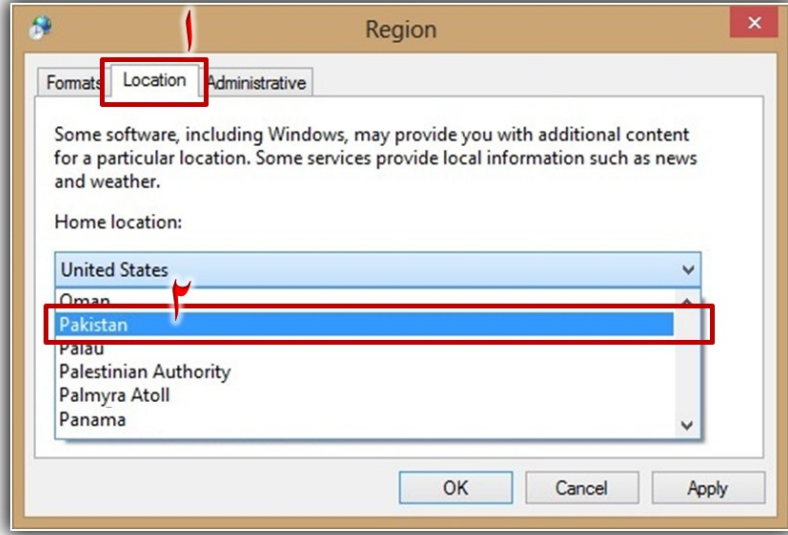 ۱
Region
Formats Location Administrative
Some software, including Windows, may provide you with additional content
for a particular location. Some services provide local information such as news
and weather.
Home location:
United States
۲
Oman
Pakistan
Palau
Palestinian Authority
Palmyra Atoll
Panama
OK Cancel Apply